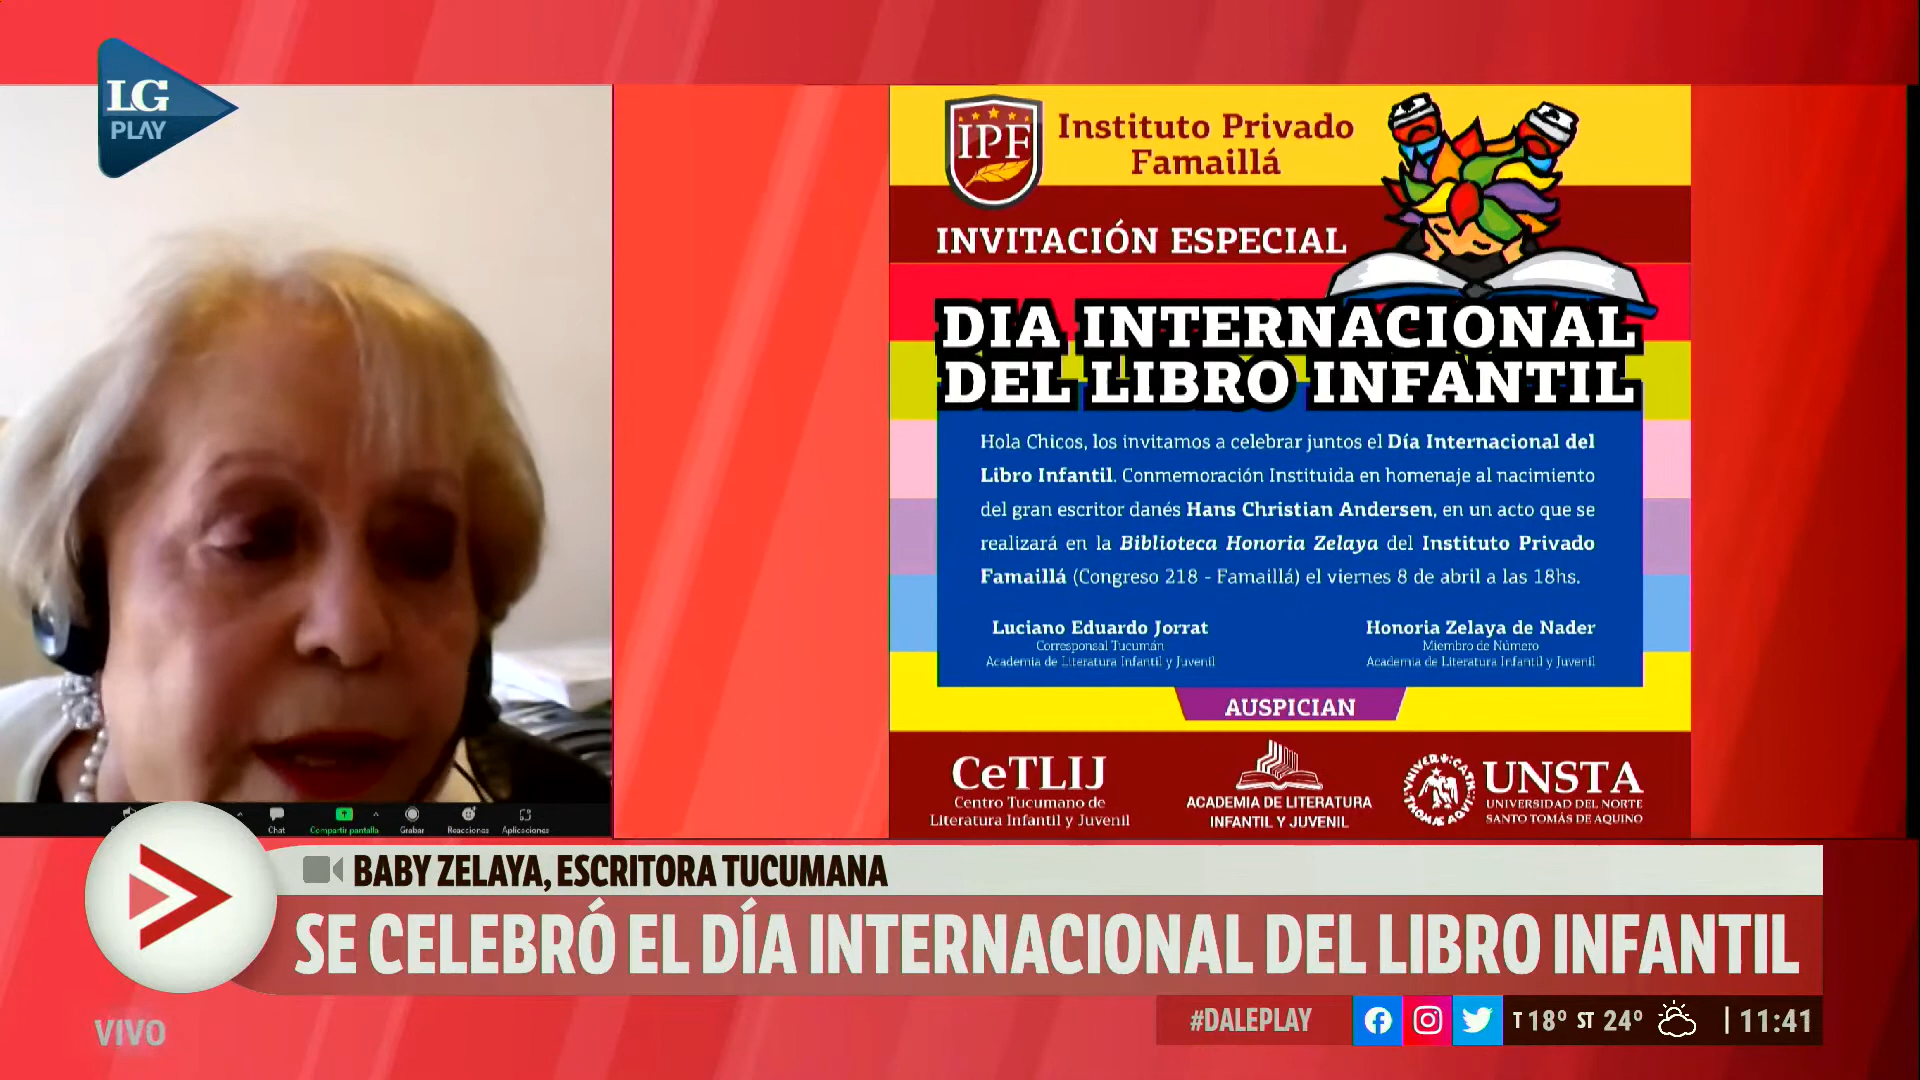 LG
PLAY
IPF
Instituto Privado
Famaillá
INVITACIÓN ESPECIAL
DIA INTERNACIONAL
DEL LIBRO INFANTIL
Hola Chicos, los invitamos a celebrar juntos el Día Internacional del
Libro Infantil. Conmemoración Instituida en homenaje al nacimiento
del gran escritor danés Hans Christian Andersen, en un acto que se
realizará en la Biblioteca Honoria Zelaya del Instituto Privado
Famaillá (Congreso 218 - Famaillá) el viernes 8 de abril a las 18hs.
Luciano Eduardo Jorrat
Corresponsal Tucumán
Academia de Literatura Infantil y Juvenil
Honoria Zelaya de Nader
Miembro de Número
Academia de Literatura Infantil y Juvenil
AUSPICIAN
CeTLIJ
Centro Tucumano de
Literatura Infantil y Juvenil
ACADEMIA DE LITERATURA
INFANTIL Y JUVENIL
UNSTA
UNIVERSIDAD DEL NORTE
SANTO TOMÁS DE AQUINO
Chat
Compartir pantalla
Grabar
Reacciones
Aplicaciones
BABY ZELAYA, ESCRITORA TUCUMANA
SE CELEBRÓ EL DÍA INTERNACIONAL DEL LIBRO INFANTIL
VIVO
#DALEPLAY
T 18° ST 24° | 11:41